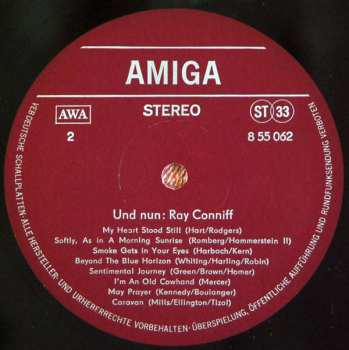 AMIGA
STEREO
AWA
2
ST 33
8 55 062
Und nun: Ray Conniff
My Heart Stood Still (Hart/Rodgers)
Softly, As in A Morning Sunrise (Romberg/Hammerstein II)
Smoke Gets in Your Eyes (Harbach/Kern)
Beyond The Blue Horizon (Whiting/Harling/Robin)
Sentimental Journey (Green/Brown/Homer)
I'm An Old Cowhand (Mercer)
May Prayer (Kennedy/Boulanger)
Caravan (Mills/Ellington/Tizol)
VEB DEUTSCHE SCHALLPLATTEN · ALLE HERSTELLER- UND URHEBERRECHTE VORBEHALTEN · ÜBERSPIELUNG, ÖFFENTLICHE AUFFÜHRUNG UND RUNDFUNKSENDUNG VERBOTEN